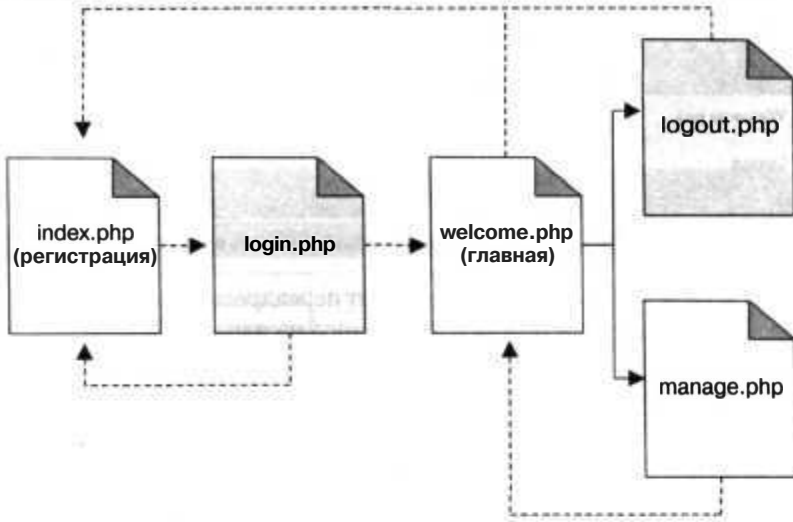 logout.php
index.php
(регистрация)
login.php
welcome.php
(главная)
manage.php